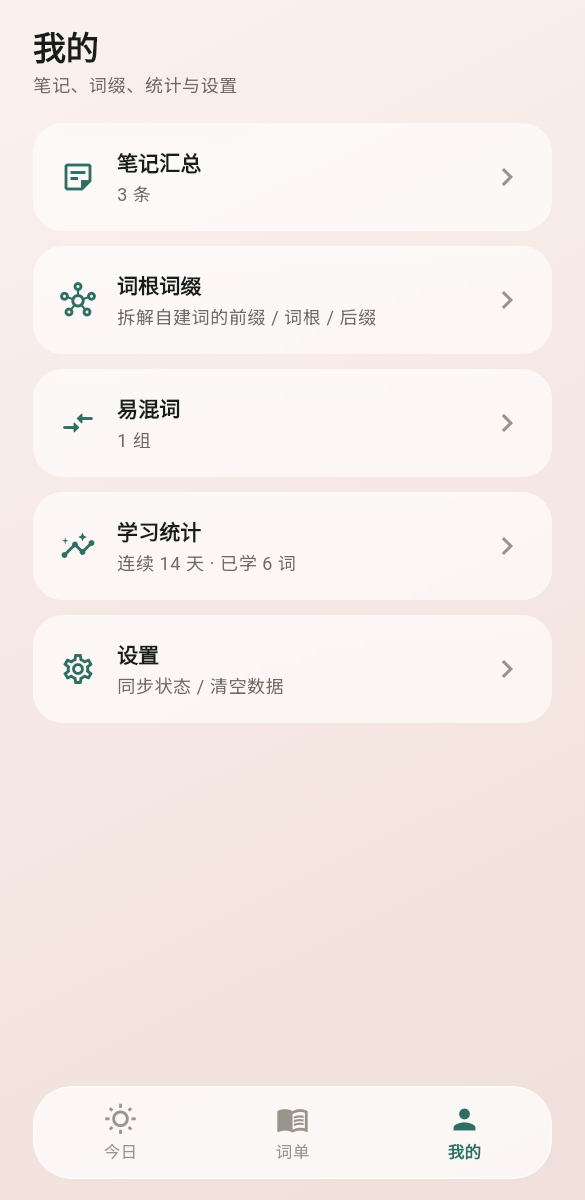 我的
笔记、词缀、统计与设置
笔记汇总
3 条
词根词缀
拆解自建词的前缀 / 词根 / 后缀
易混词
1 组
学习统计
连续 14 天 · 已学 6 词
设置
同步状态 / 清空数据
今日
词单
我的